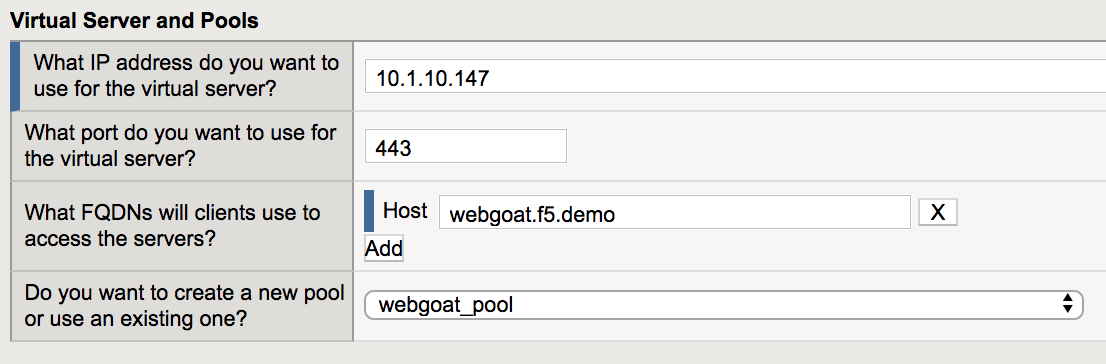 Virtual Server and Pools
What IP address do you want to
use for the virtual server?
10.1.10.147
What port do you want to use for
the virtual server?
443
What FQDNs will clients use to
access the servers?
Host webgoat.f5.demo X
Add
Do you want to create a new pool
or use an existing one?
webgoat_pool